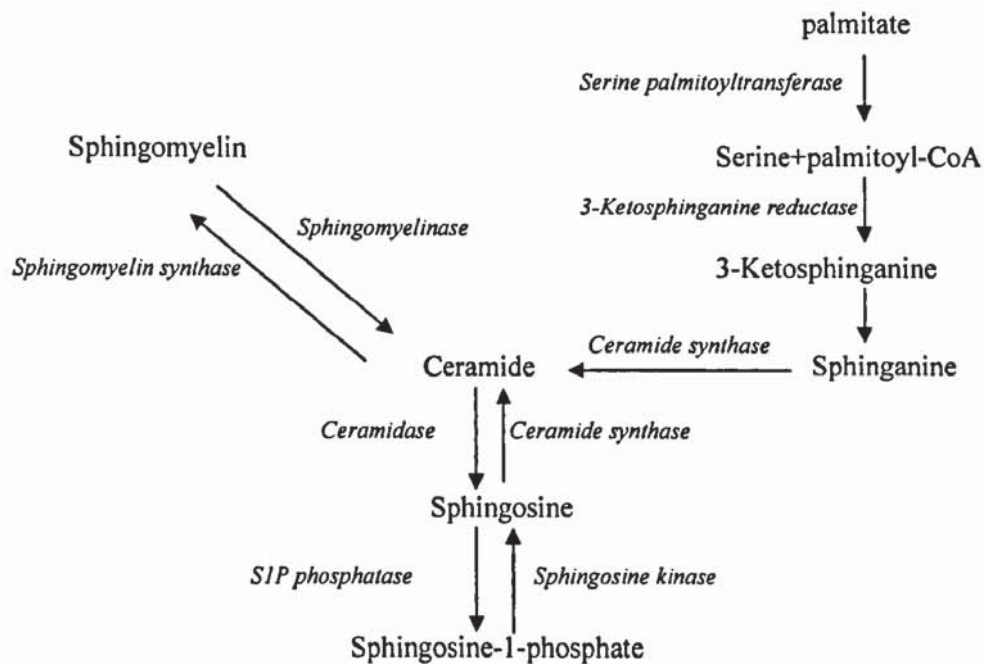 palmitate
Serine palmitoyltransferase
Sphingomyelin
Serine+palmitoyl-CoA
Sphingomyelinase
3-Ketosphinganine reductase
Sphingomyelin synthase
3-Ketosphinganine
Ceramide synthase
Ceramide
Sphinganine
Ceramidase
Ceramide synthase
Sphingosine
S1P phosphatase
Sphingosine kinase
Sphingosine-1-phosphate